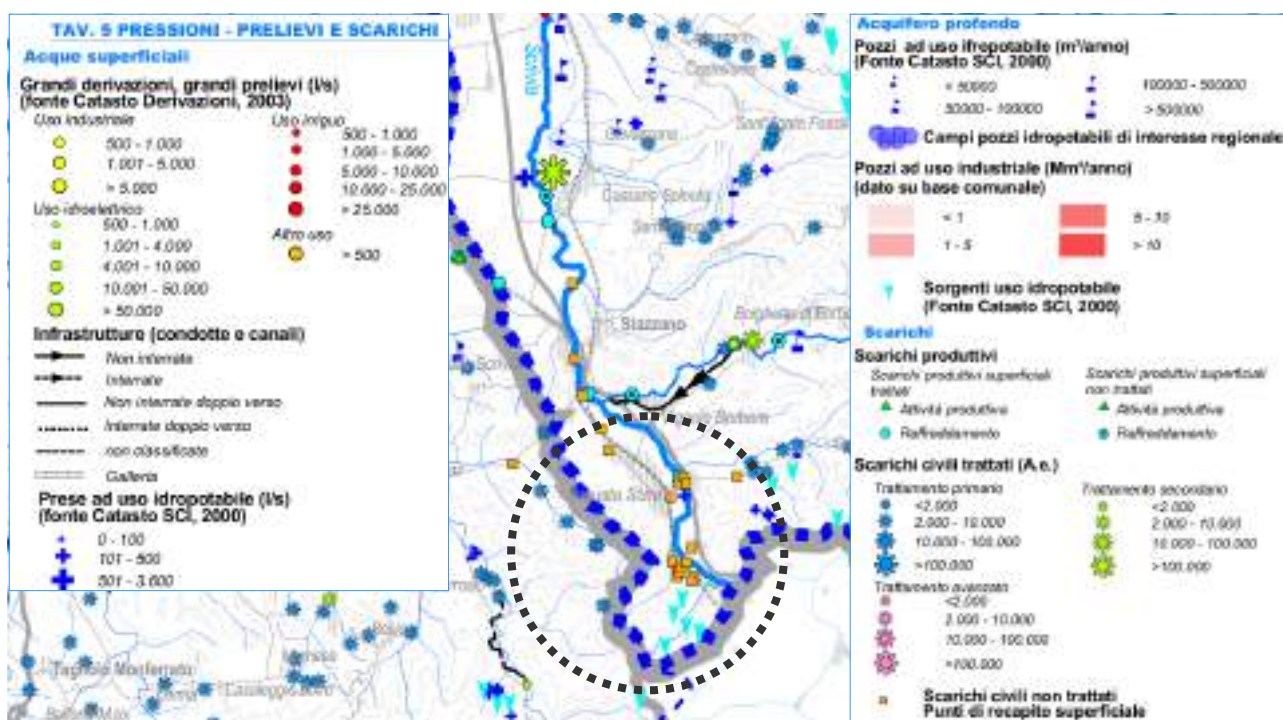 TAV. 5 PRESSIONI - PRELIEVI E SCARICHI
Acque superficiali
Grandi derivazioni, grandi prelievi (l/s)
(fonte Catasto Derivazioni, 2003)
Uso industriale
500 - 1.000
1.001 - 5.000
> 5.000
Uso idroelettrico
500 - 1.000
1.001 - 4.000
4.001 - 10.000
10.001 - 50.000
> 50.000
Uso irriguo
500 - 1.000
1.000 - 5.000
5.000 - 10.000
10.000 - 25.000
> 25.000
Altro uso
> 500
Infrastrutture (condotte e canali)
Non interrate
Interrate
Non interrate doppio verso
Interrate doppio verso
non classificate
Galleria
Prese ad uso idropotabile (l/s)
(fonte Catasto SCI, 2000)
0 - 100
101 - 500
501 - 3.600
Scrivia
Cassano Spinola
Stazzano
Tagliolo Monferrato
Casaleggio Boiro
Acquifero profondo
Pozzi ad uso ifropotabile (m³/anno)
(Fonte Catasto SCI, 2000)
< 50000
50000 - 100000
100000 - 500000
> 500000
Campi pozzi idropotabili di interesse regionale
Pozzi ad uso industriale (Mm³/anno)
(dato su base comunale)
< 1
1 - 5
5 - 10
> 10
Sorgenti uso idropotabile
(Fonte Catasto SCI, 2000)
Scarichi
Scarichi produttivi
Scarichi produttivi superficiali
trattati
Attività produttiva
Raffreddamento
Scarichi produttivi superficiali
non trattati
Attività produttiva
Raffreddamento
Scarichi civili trattati (A.e.)
Trattamento primario
<2.000
2.000 - 10.000
10.000 - 100.000
>100.000
Trattamento secondario
<2.000
2.000 - 10.000
10.000 - 100.000
>100.000
Trattamento avanzato
<2.000
2.000 - 10.000
10.000 - 100.000
>100.000
Scarichi civili non trattati
Punti di recapito superficiale